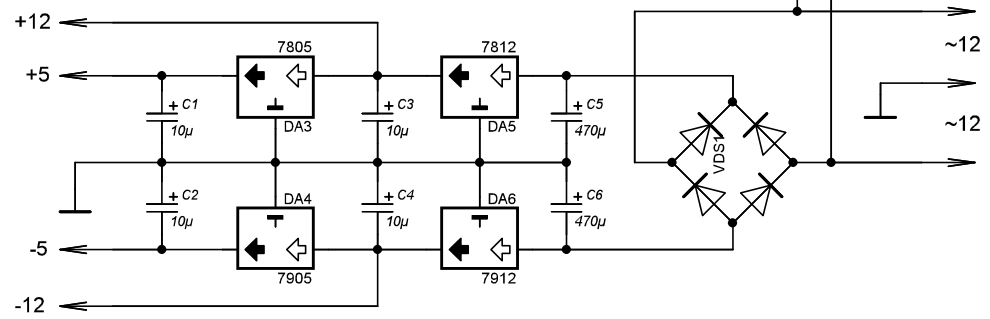 +12
7805
7812
~12
+5
+ C1
10µ
DA3
+ C3
10µ
DA5
+ C5
470µ
~12
VDS1
+ C2
10µ
DA4
+ C4
10µ
DA6
+ C6
470µ
-5
7905
7912
-12